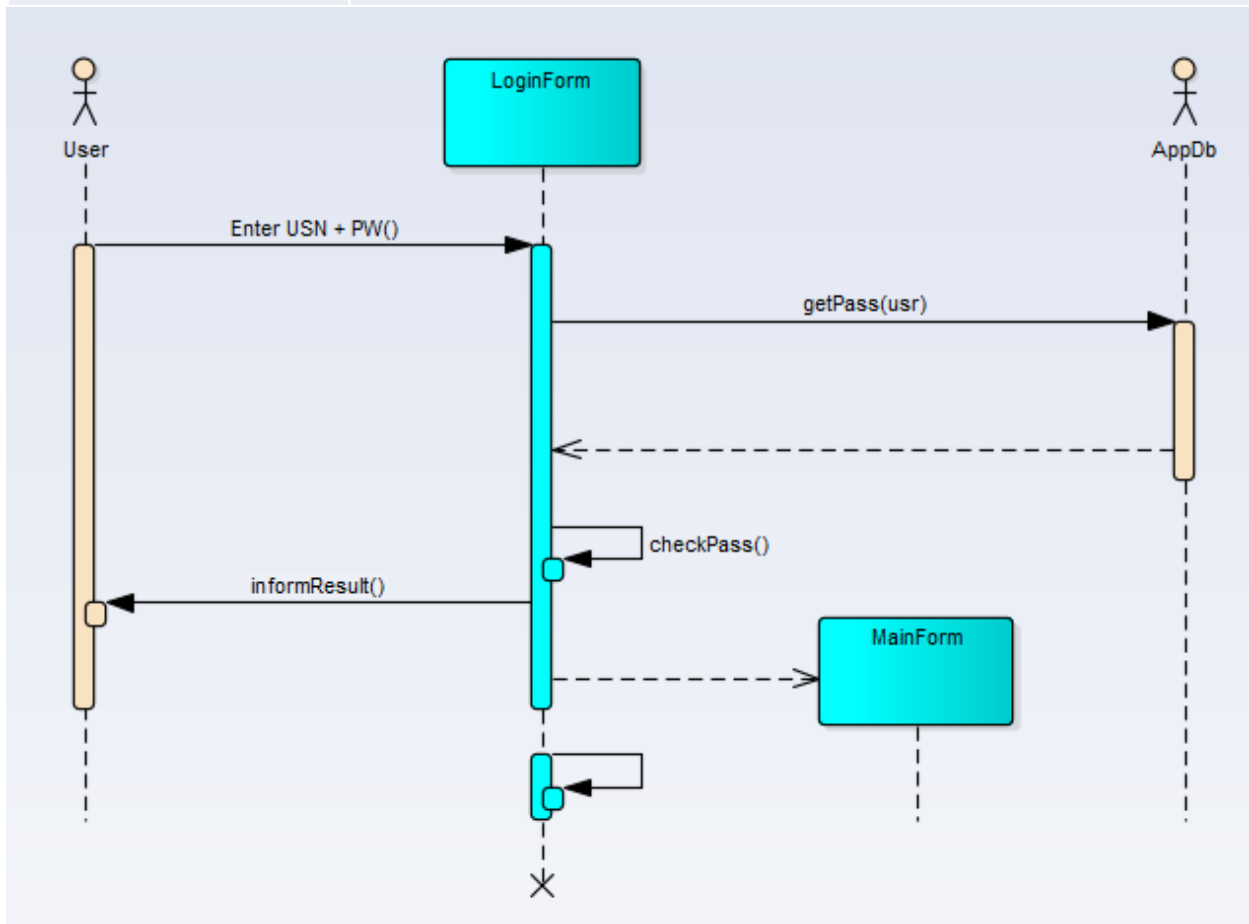 LoginForm
User
AppDb
Enter USN + PW()
getPass(usr)
checkPass()
informResult()
MainForm